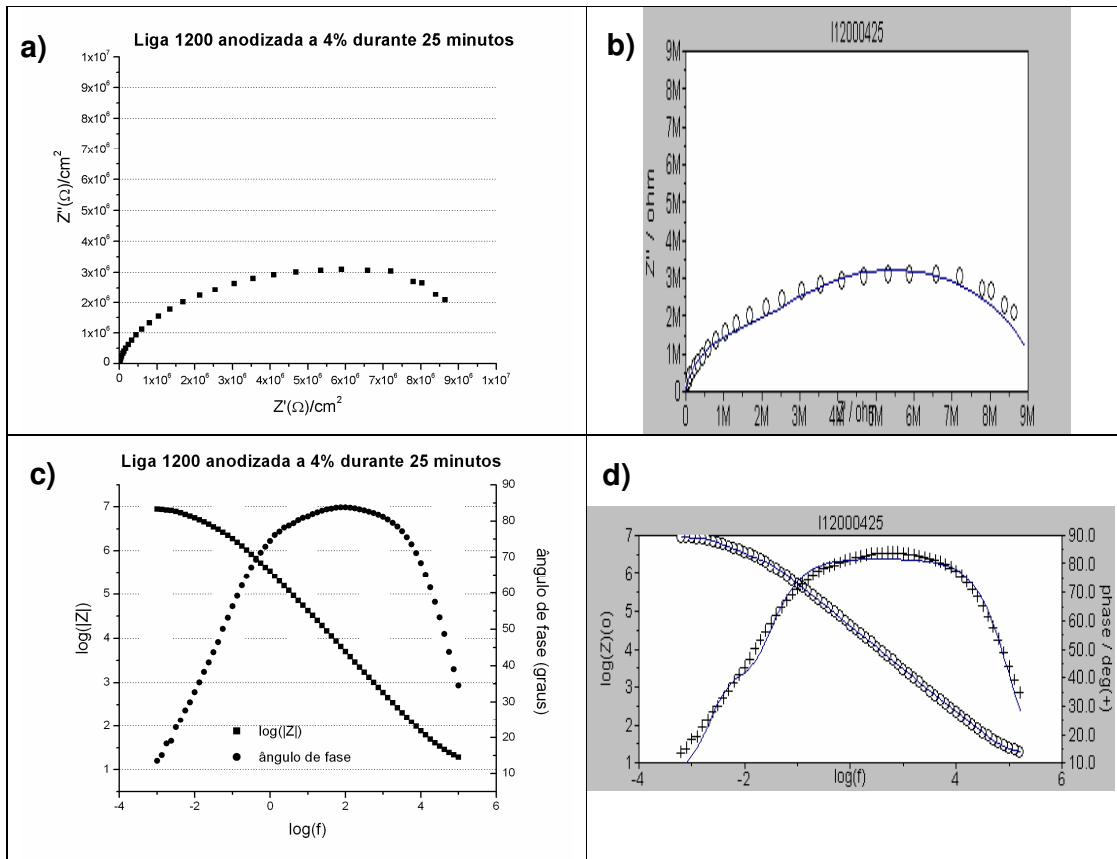 a)
Liga 1200 anodizada a 4% durante 25 minutos
1x10⁷
9x10⁶
8x10⁶
7x10⁶
6x10⁶
5x10⁶
4x10⁶
3x10⁶
2x10⁶
1x10⁶
0
Z''(Ω)/cm²
0 1x10⁶ 2x10⁶ 3x10⁶ 4x10⁶ 5x10⁶ 6x10⁶ 7x10⁶ 8x10⁶ 9x10⁶ 1x10⁷
Z'(Ω)/cm²
b)
I12000425
9M
8M
7M
6M
5M
4M
3M
2M
1M
0
Z'' / ohm
0 1M 2M 3M 4M 5M 6M 7M 8M 9M
Z' / ohm
c)
Liga 1200 anodizada a 4% durante 25 minutos
7
6
5
4
3
2
1
log(|Z|)
90
80
70
60
50
40
30
20
10
ângulo de fase (graus)
log(|Z|)
ângulo de fase
-4 -2 0 2 4 6
log(f)
d)
I12000425
7
6
5
4
3
2
1
log(Z)(o)
90.0
80.0
70.0
60.0
50.0
40.0
30.0
20.0
10.0
phase / deg(+)
-4 -2 1 4 6
log(f)